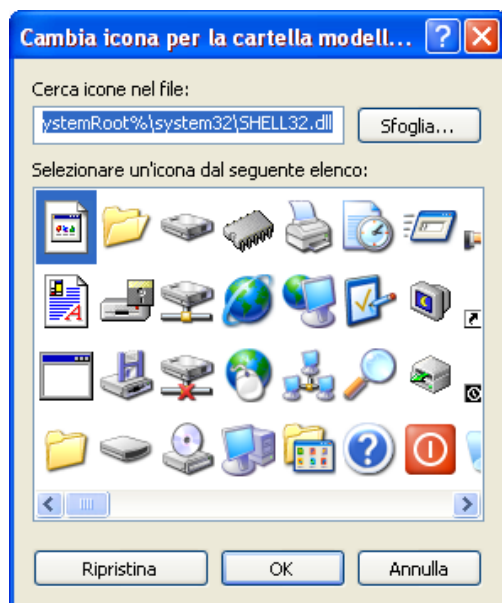 Cambia icona per la cartella modell...
Cerca icone nel file:
ystemRoot%\system32\SHELL32.dll
Sfoglia...
Selezionare un'icona dal seguente elenco:
Ripristina
OK
Annulla